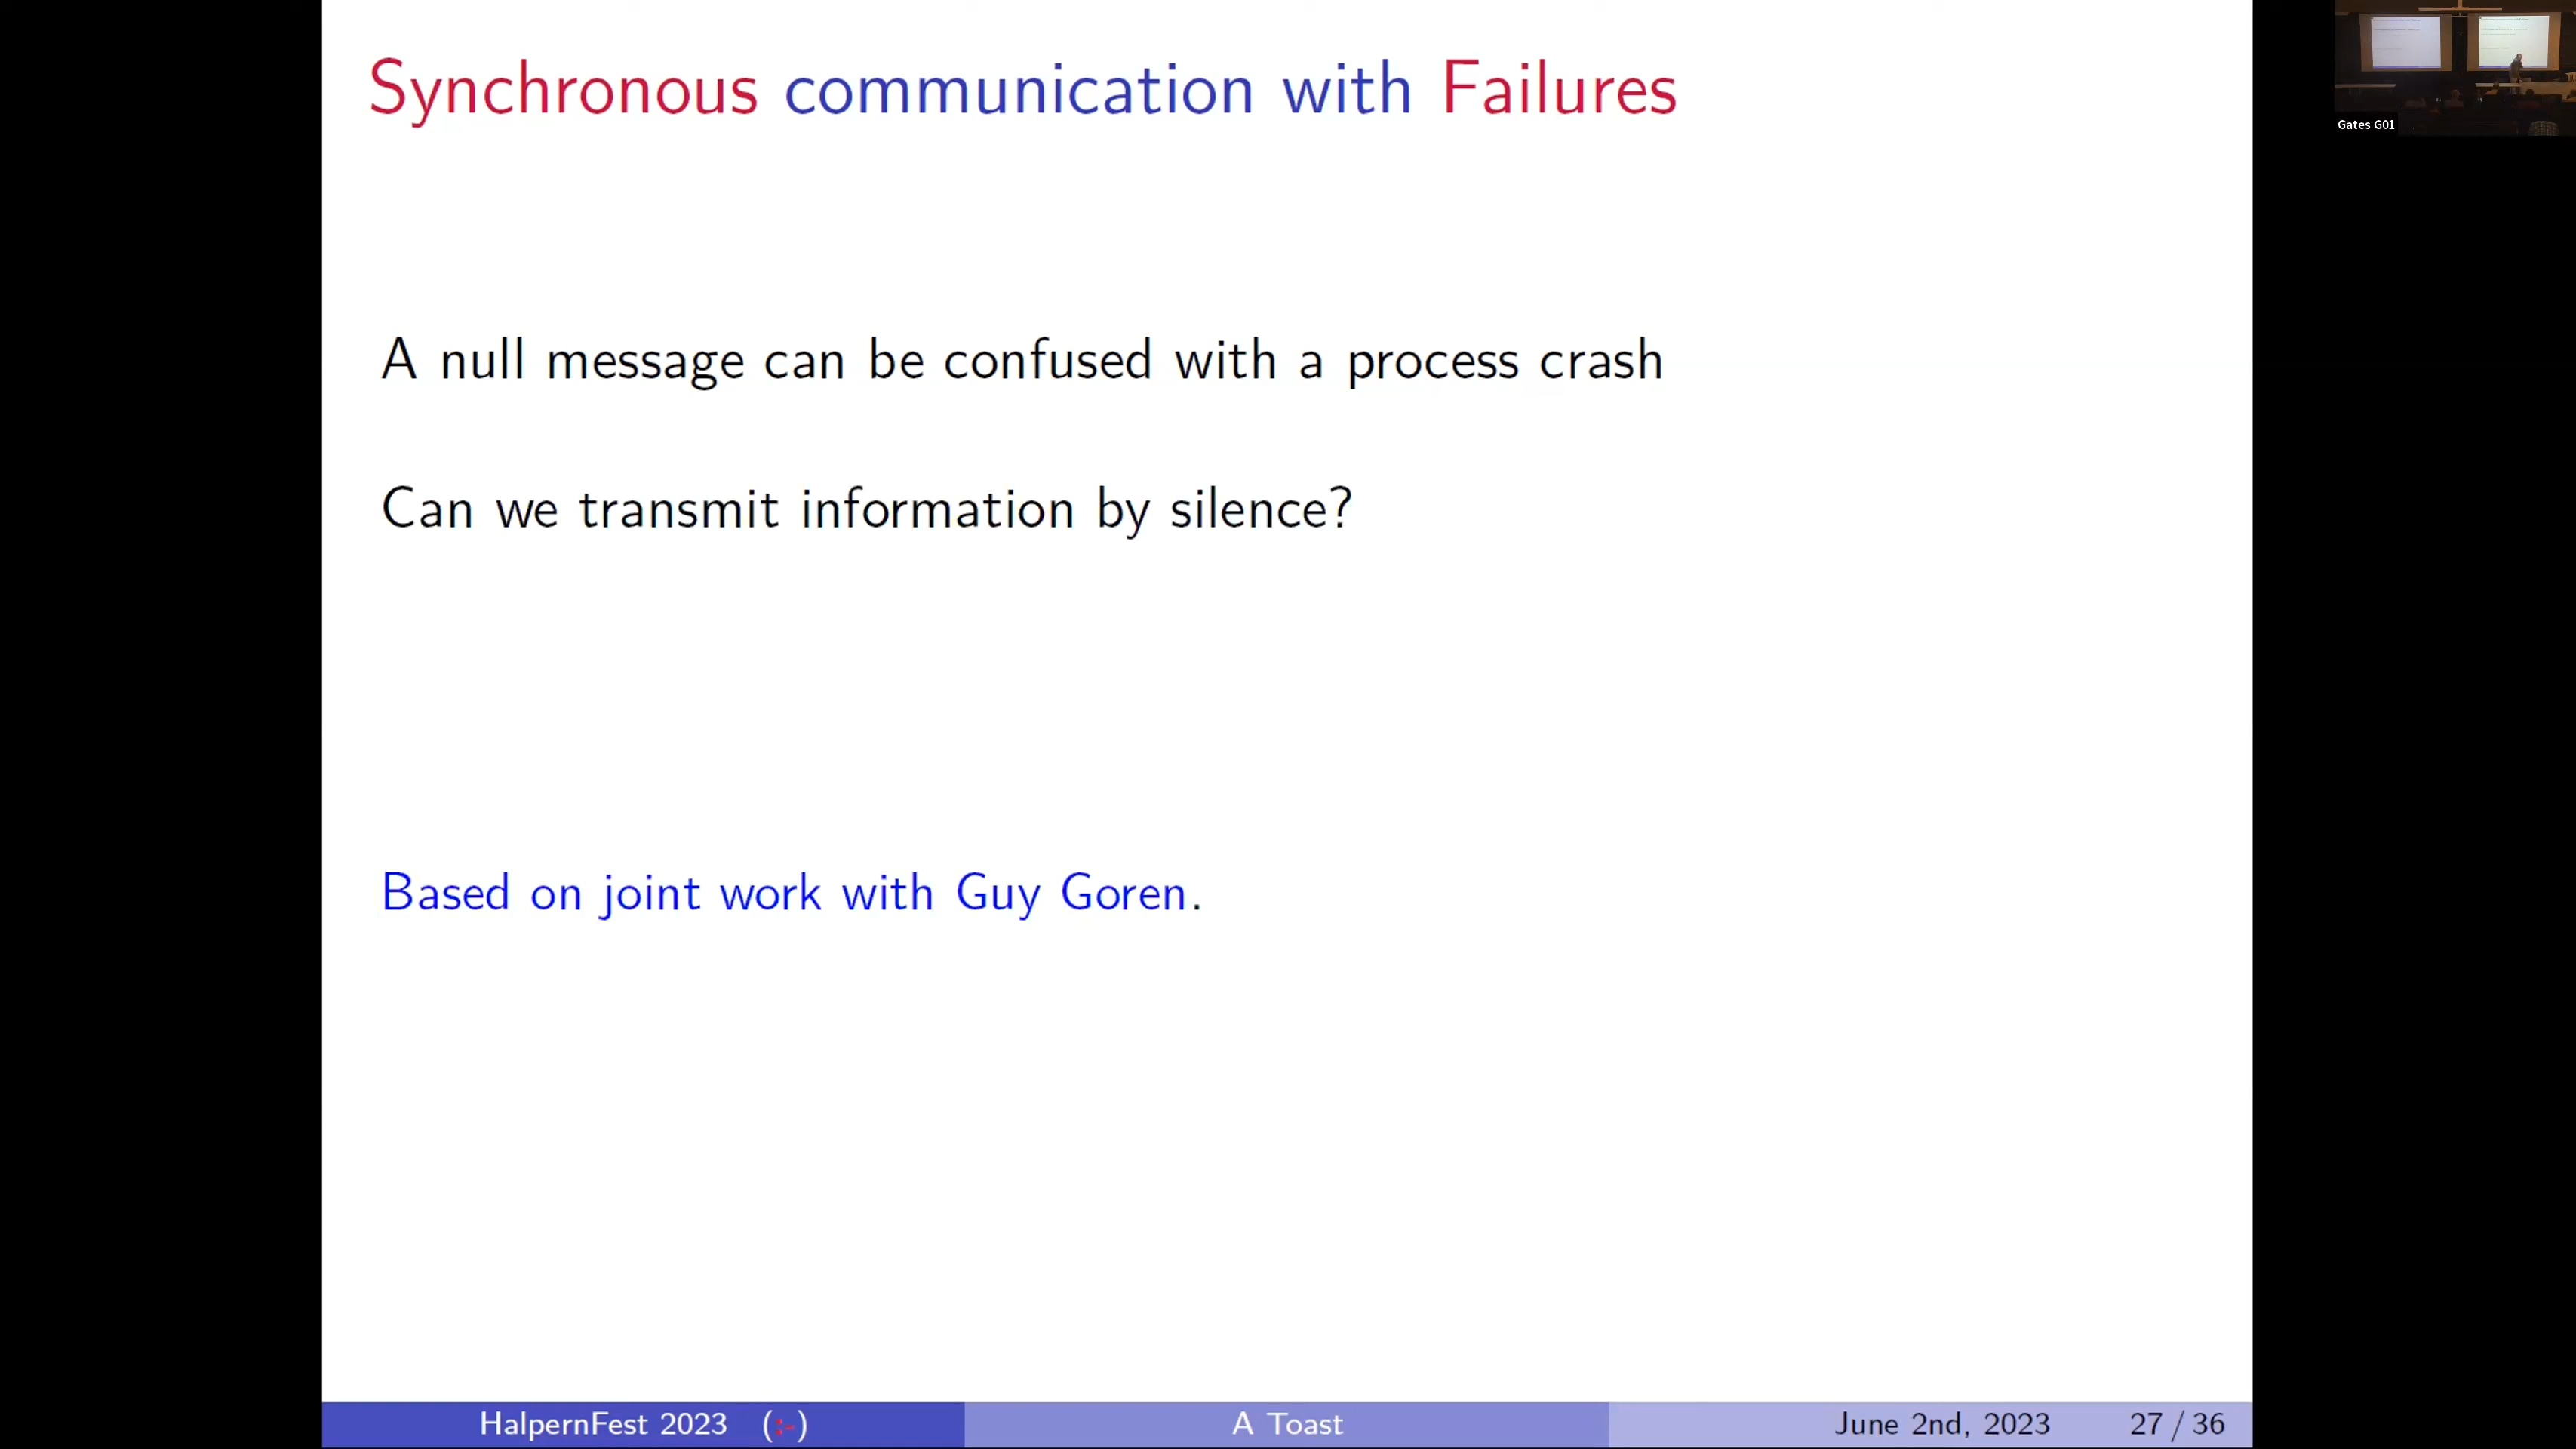 Synchronous communication with Failures
Gates G01
A null message can be confused with a process crash
Can we transmit information by silence?
Based on joint work with Guy Goren.
HalpernFest 2023 (:-) A Toast June 2nd, 2023 27 / 36